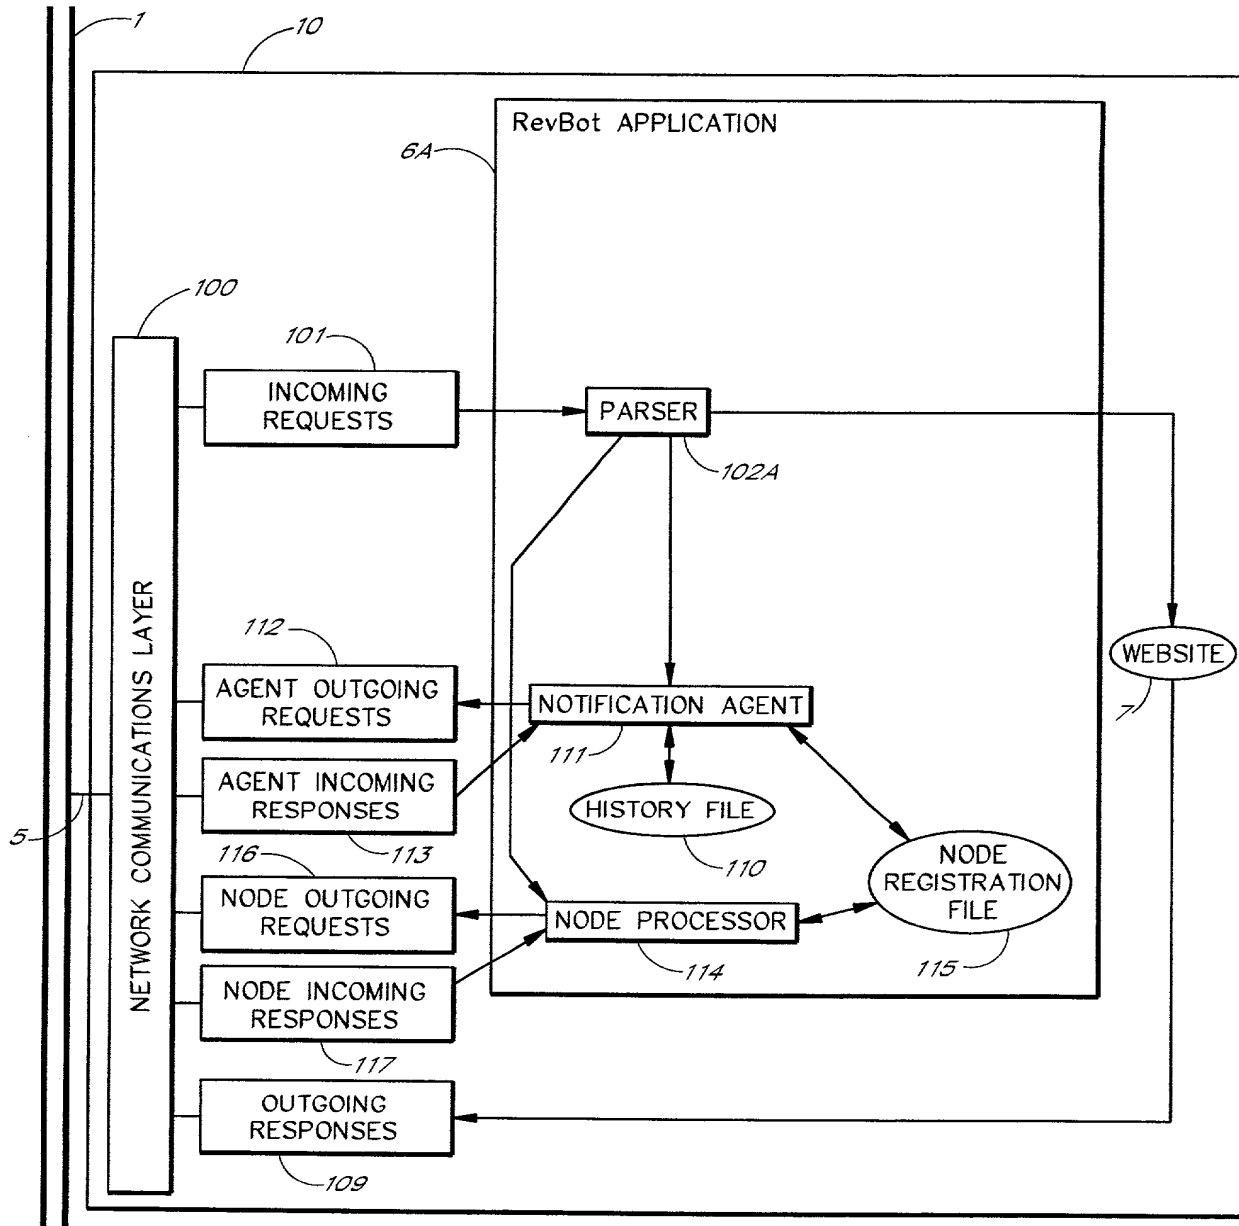 1
10
RevBot APPLICATION
6A
100
101
INCOMING
REQUESTS
PARSER
102A
NETWORK COMMUNICATIONS LAYER
112
AGENT OUTGOING
REQUESTS
NOTIFICATION AGENT
111
WEBSITE
7
5
AGENT INCOMING
RESPONSES
113
HISTORY FILE
110
116
NODE OUTGOING
REQUESTS
NODE PROCESSOR
114
NODE
REGISTRATION
FILE
115
NODE INCOMING
RESPONSES
117
OUTGOING
RESPONSES
109